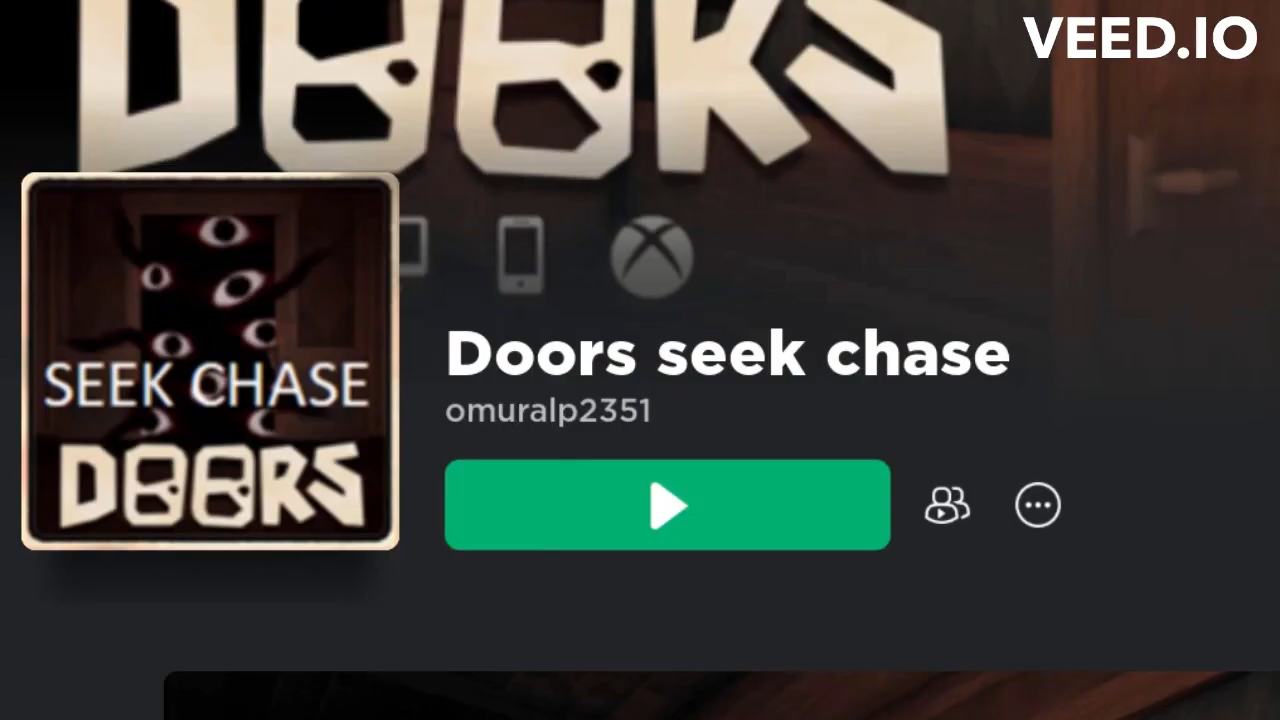 DOORS
VEED.IO
SEEK CHASE
DOORS
Doors seek chase
omuralp2351